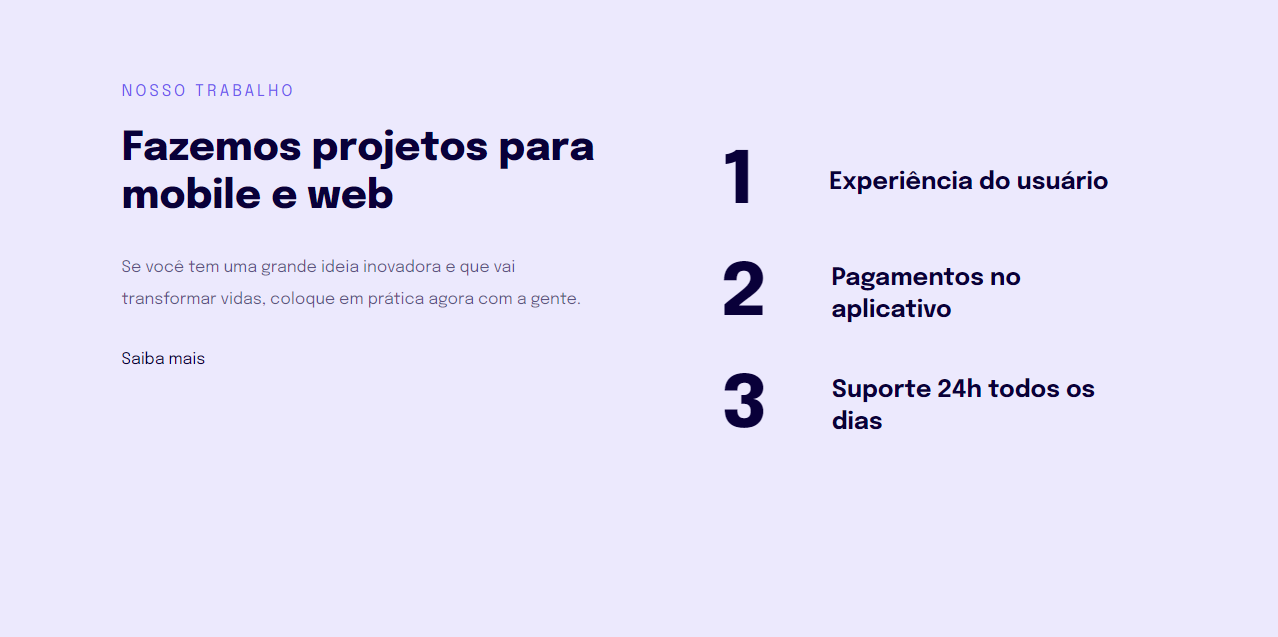 NOSSO TRABALHO
Fazemos projetos para
mobile e web
Se você tem uma grande ideia inovadora e que vai
transformar vidas, coloque em prática agora com a gente.
Saiba mais
1 Experiência do usuário
2 Pagamentos no
aplicativo
3 Suporte 24h todos os
dias